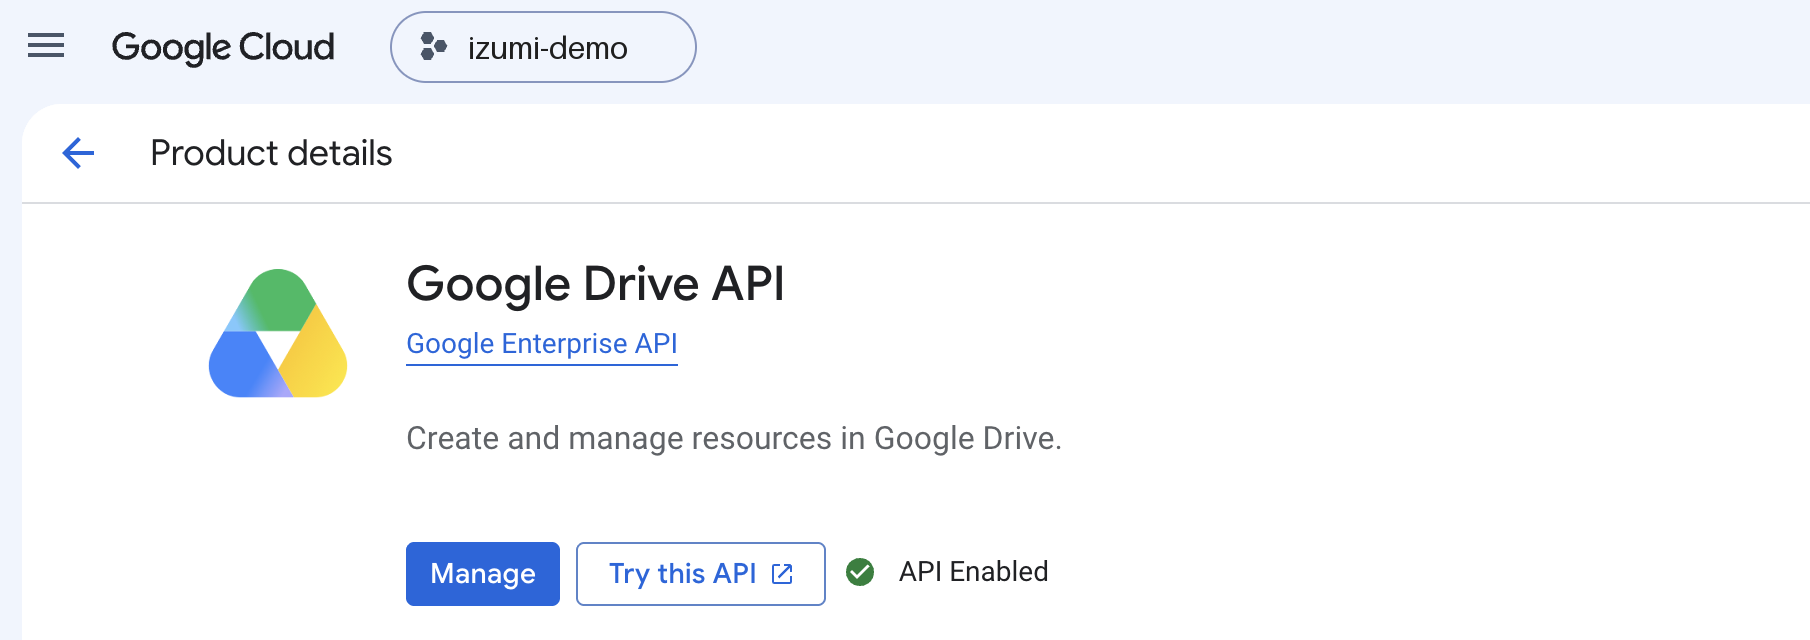 Google Cloud
izumi-demo
Product details
Google Drive API
Google Enterprise API
Create and manage resources in Google Drive.
Manage
Try this API
API Enabled